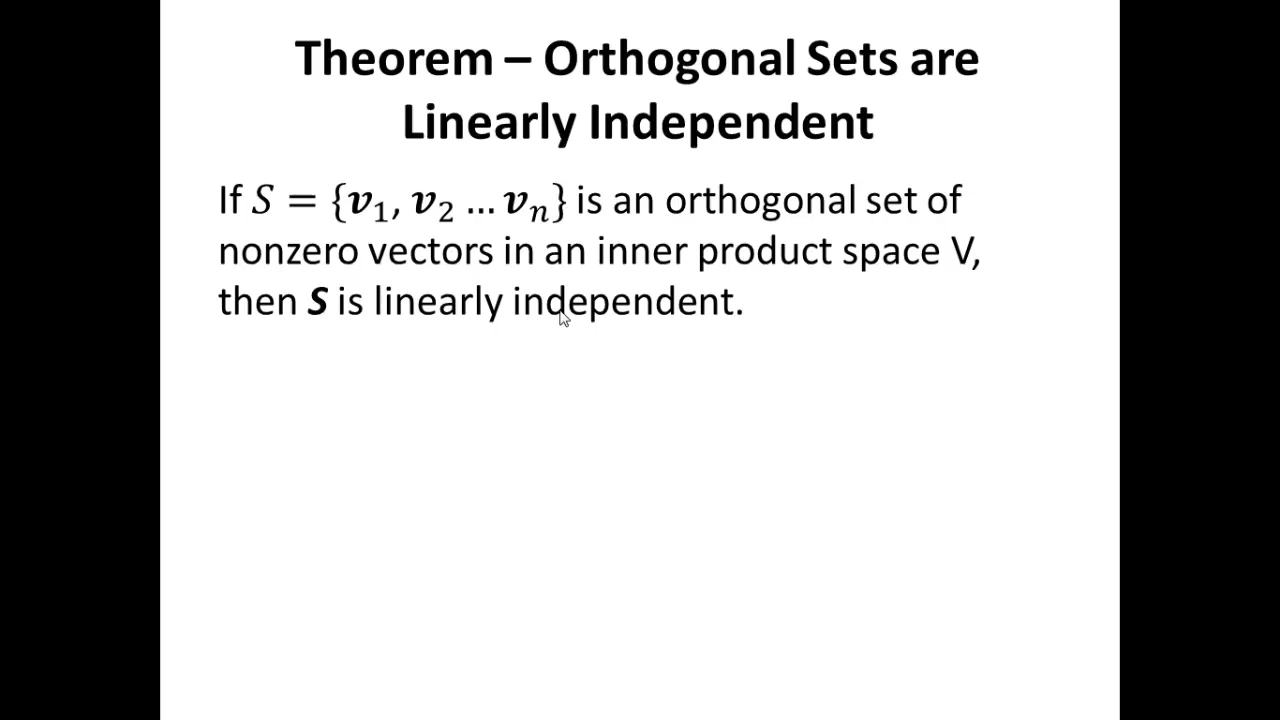 Theorem – Orthogonal Sets are
Linearly Independent
If 𝑆 = {𝒗₁, 𝒗₂ … 𝒗ₙ} is an orthogonal set of
nonzero vectors in an inner product space V,
then S is linearly independent.